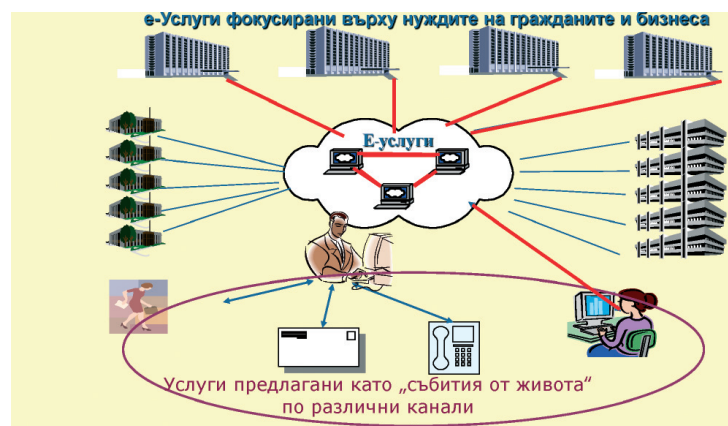 е-Услуги фокусирани върху нуждите на гражданите и бизнеса
Е-услуги
Услуги предлагани като „събития от живота“
по различни канали